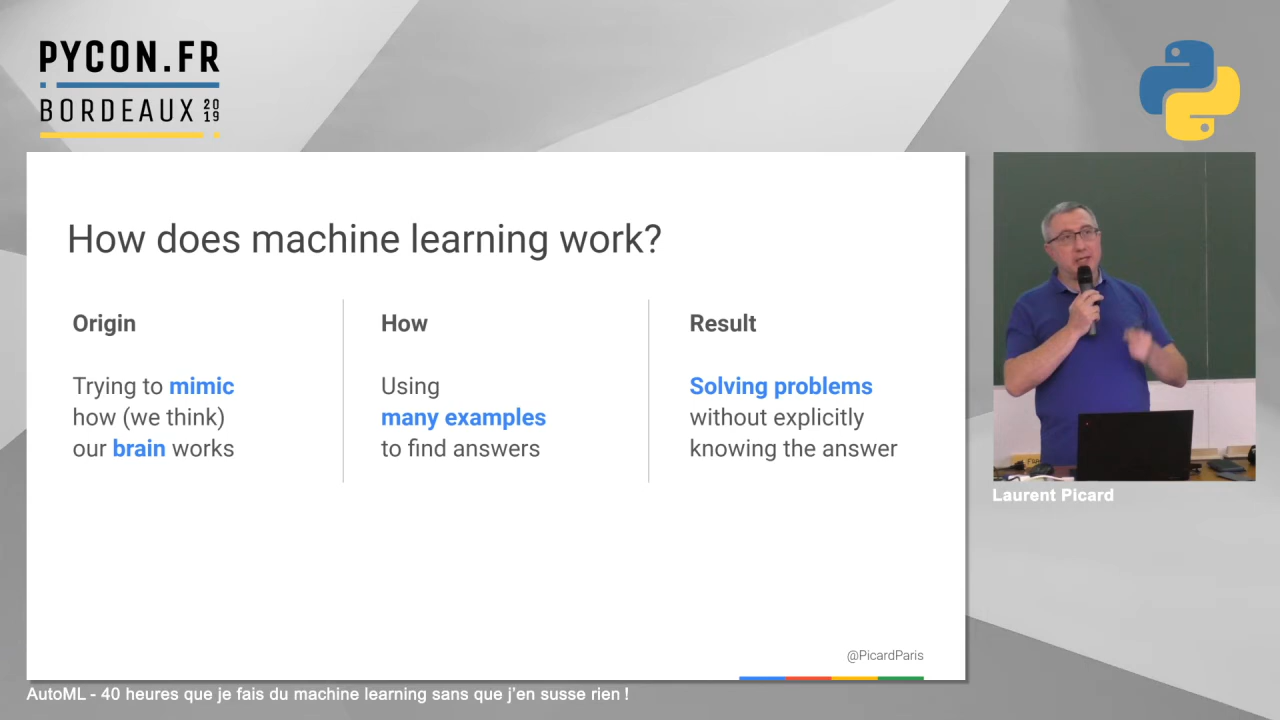 PYCON.FR
BORDEAUX 2019
How does machine learning work?
Origin
Trying to mimic
how (we think)
our brain works
How
Using
many examples
to find answers
Result
Solving problems
without explicitly
knowing the answer
@PicardParis
Laurent Picard
AutoML - 40 heures que je fais du machine learning sans que j'en susse rien !